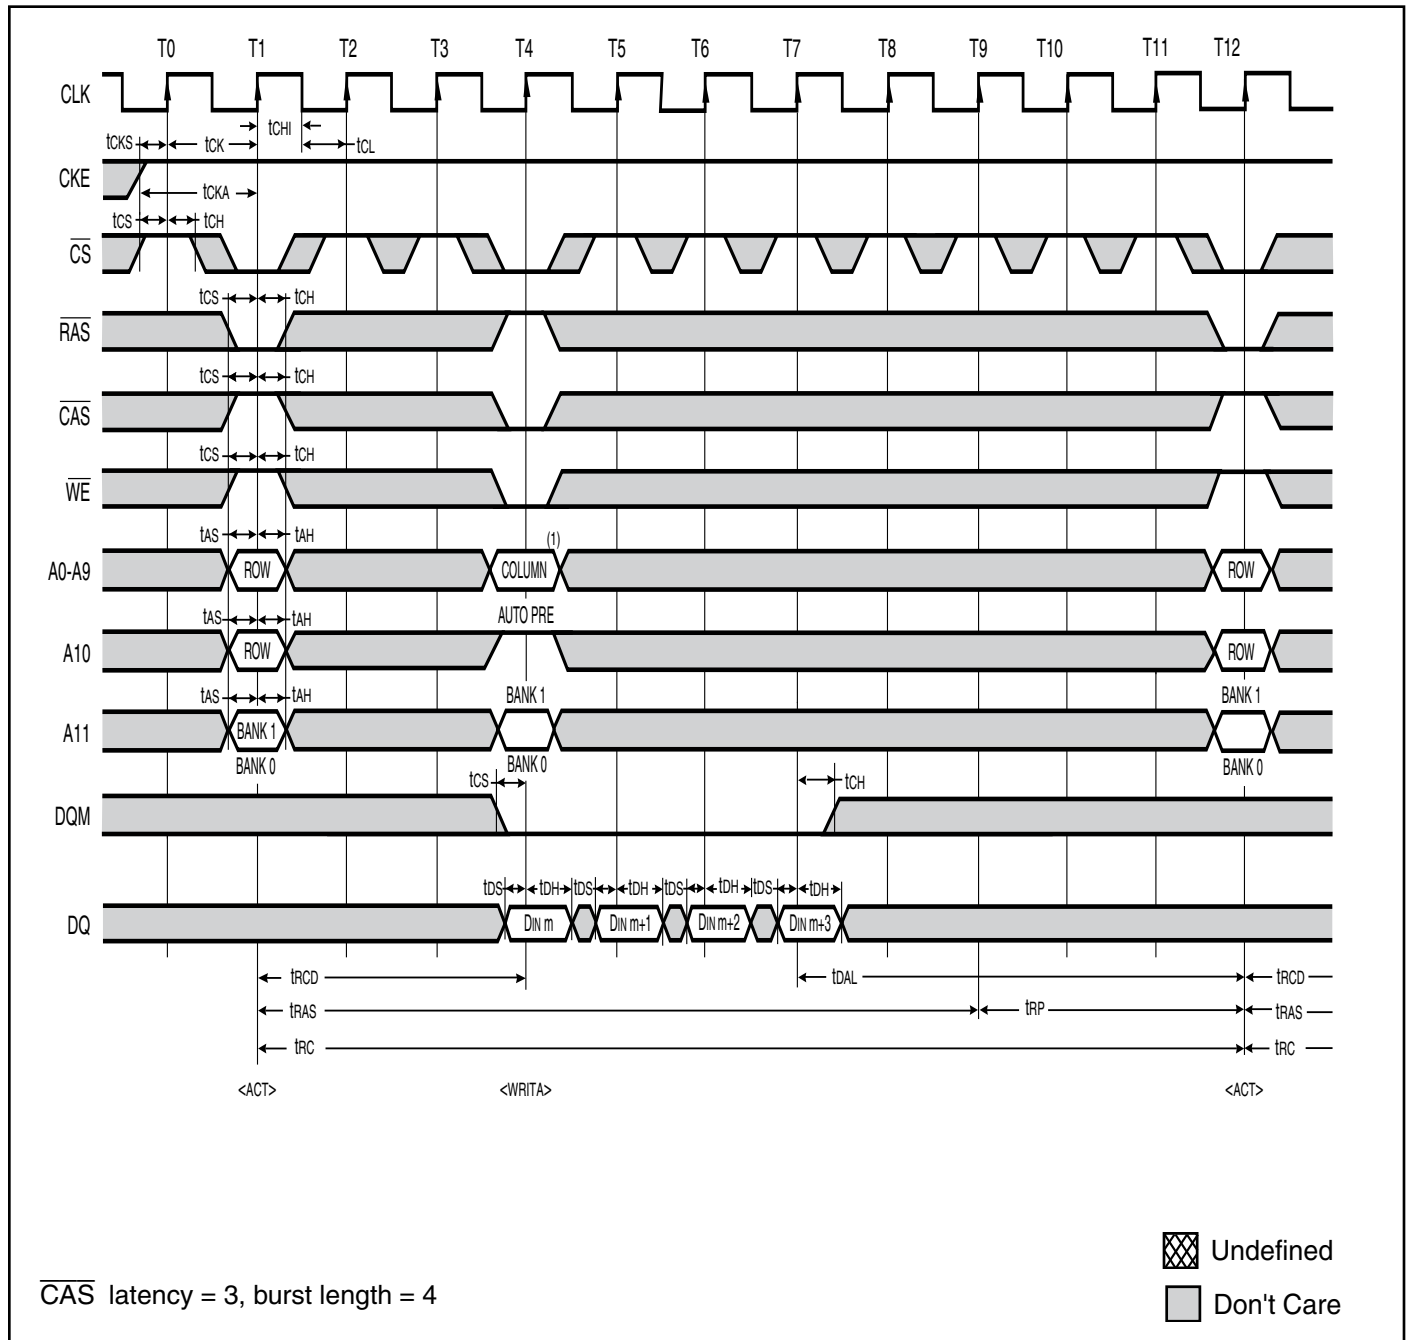 T0 T1 T2 T3 T4 T5 T6 T7 T8 T9 T10 T11 T12
CLK
tCHI
tCKS tCK tCL
CKE
tCKA
tCS tCH
CS
tCS tCH
RAS
tCS tCH
CAS
tCS tCH
WE
tAS tAH (1)
A0-A9 ROW COLUMN ROW
tAS tAH AUTO PRE
A10 ROW ROW
tAS tAH BANK 1 BANK 1
A11 BANK 1
BANK 0 BANK 0 BANK 0
tCS tCH
DQM
tDS tDH tDS tDH tDS tDH tDS tDH
DQ DIN m DIN m+1 DIN m+2 DIN m+3
tRCD tDAL tRCD
tRAS tRP tRAS
tRC tRC
<ACT> <WRITA> <ACT>
Undefined
CAS latency = 3, burst length = 4
Don't Care